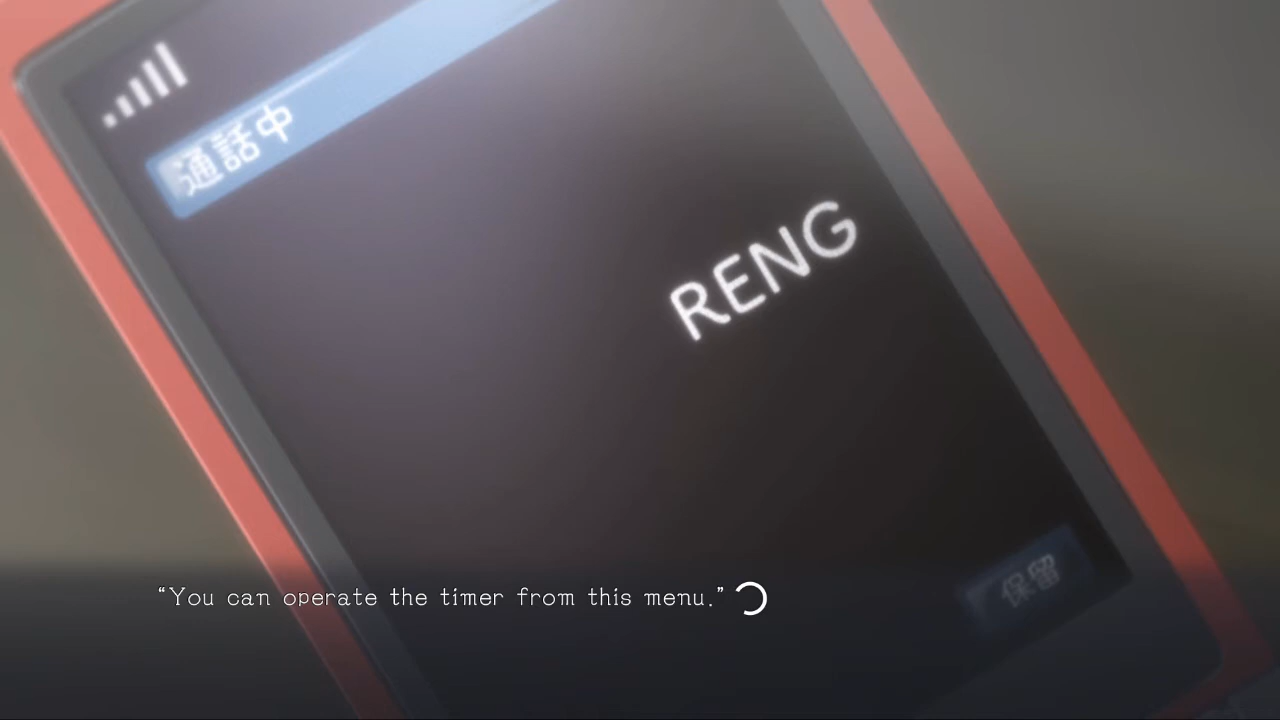 通話中
RENG
保留
“You can operate the timer from this menu.”